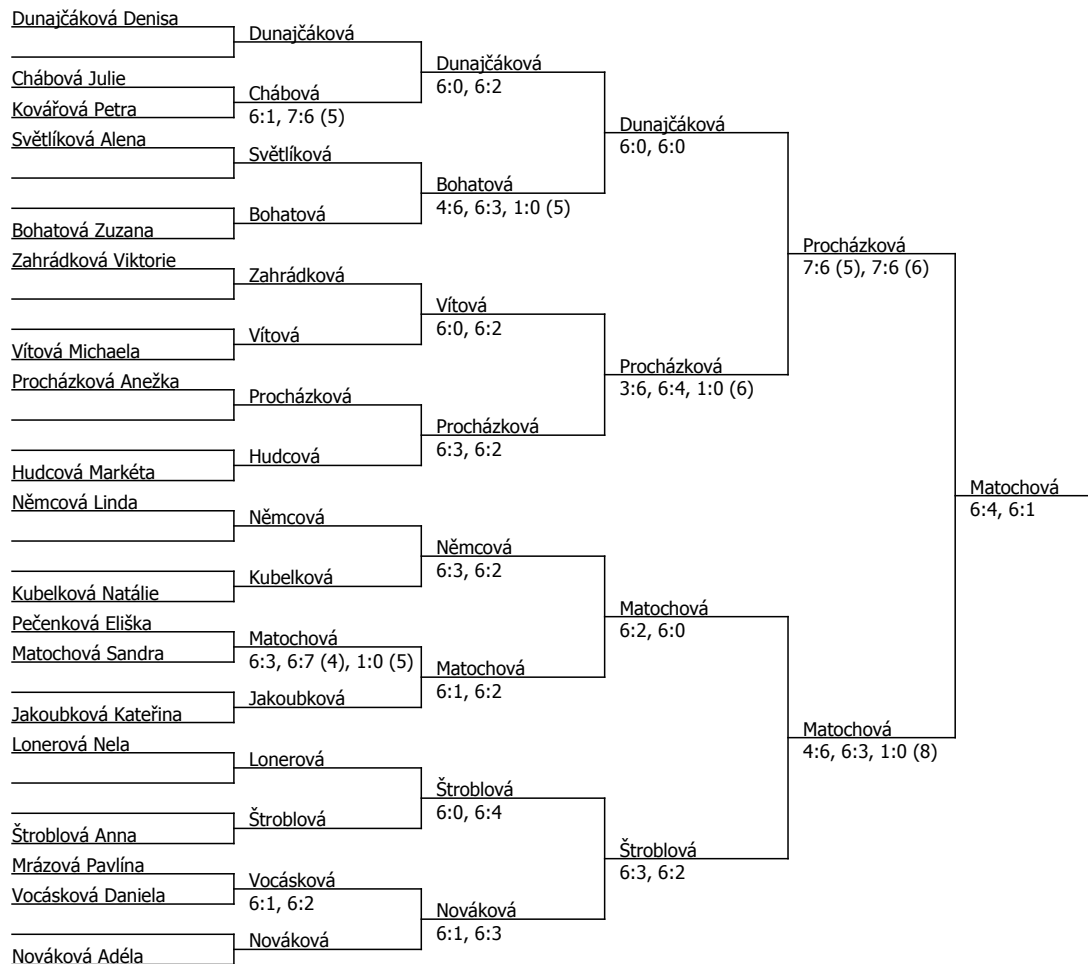 Dunajčáková Denisa
Chábová Julie
Kovářová Petra
Světlíková Alena
Bohatová Zuzana
Zahrádková Viktorie
Vítová Michaela
Procházková Anežka
Hudcová Markéta
Němcová Linda
Kubelková Natálie
Pečenková Eliška
Matochová Sandra
Jakoubková Kateřina
Lonerová Nela
Štroblová Anna
Mrázová Pavlína
Vocásková Daniela
Nováková Adéla
Dunajčáková
Chábová
6:1, 7:6 (5)
Světlíková
Bohatová
Zahrádková
Vítová
Procházková
Hudcová
Němcová
Kubelková
Matochová
6:3, 6:7 (4), 1:0 (5)
Jakoubková
Lonerová
Štroblová
Vocásková
6:1, 6:2
Nováková
Dunajčáková
6:0, 6:2
Bohatová
4:6, 6:3, 1:0 (5)
Vítová
6:0, 6:2
Procházková
6:3, 6:2
Němcová
6:3, 6:2
Matochová
6:1, 6:2
Štroblová
6:0, 6:4
Nováková
6:1, 6:3
Dunajčáková
6:0, 6:0
Procházková
3:6, 6:4, 1:0 (6)
Matochová
6:2, 6:0
Štroblová
6:3, 6:2
Procházková
7:6 (5), 7:6 (6)
Matochová
4:6, 6:3, 1:0 (8)
Matochová
6:4, 6:1